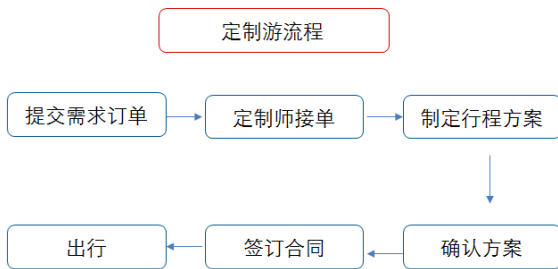 定制游流程
提交需求订单
定制师接单
制定行程方案
确认方案
签订合同
出行